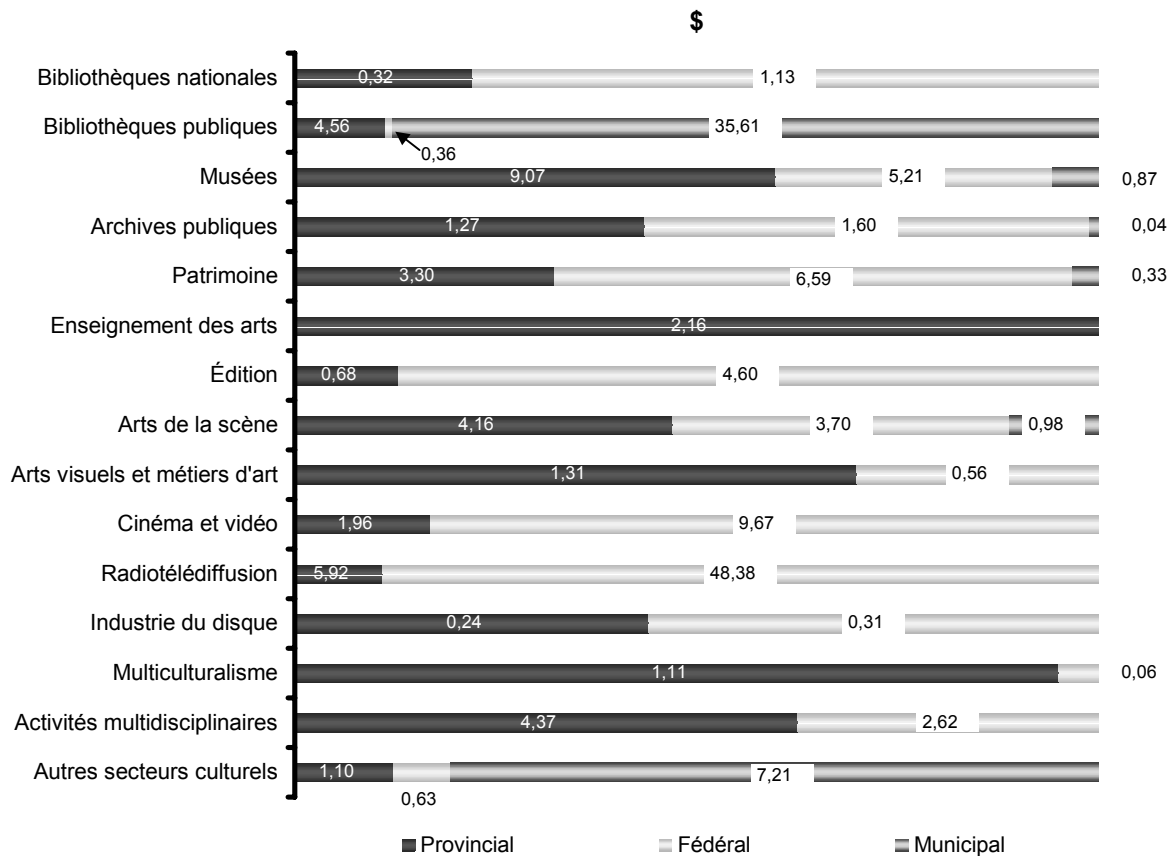 $
Bibliothèques nationales 0,32 1,13
Bibliothèques publiques 4,56 35,61
0,36
Musées 9,07 5,21 0,87
Archives publiques 1,27 1,60 0,04
Patrimoine 3,30 6,59 0,33
Enseignement des arts 2,16
Édition 0,68 4,60
Arts de la scène 4,16 3,70 0,98
Arts visuels et métiers d'art 1,31 0,56
Cinéma et vidéo 1,96 9,67
Radiotélédiffusion 5,92 48,38
Industrie du disque 0,24 0,31
Multiculturalisme 1,11 0,06
Activités multidisciplinaires 4,37 2,62
Autres secteurs culturels 1,10 7,21
0,63
Provincial Fédéral Municipal